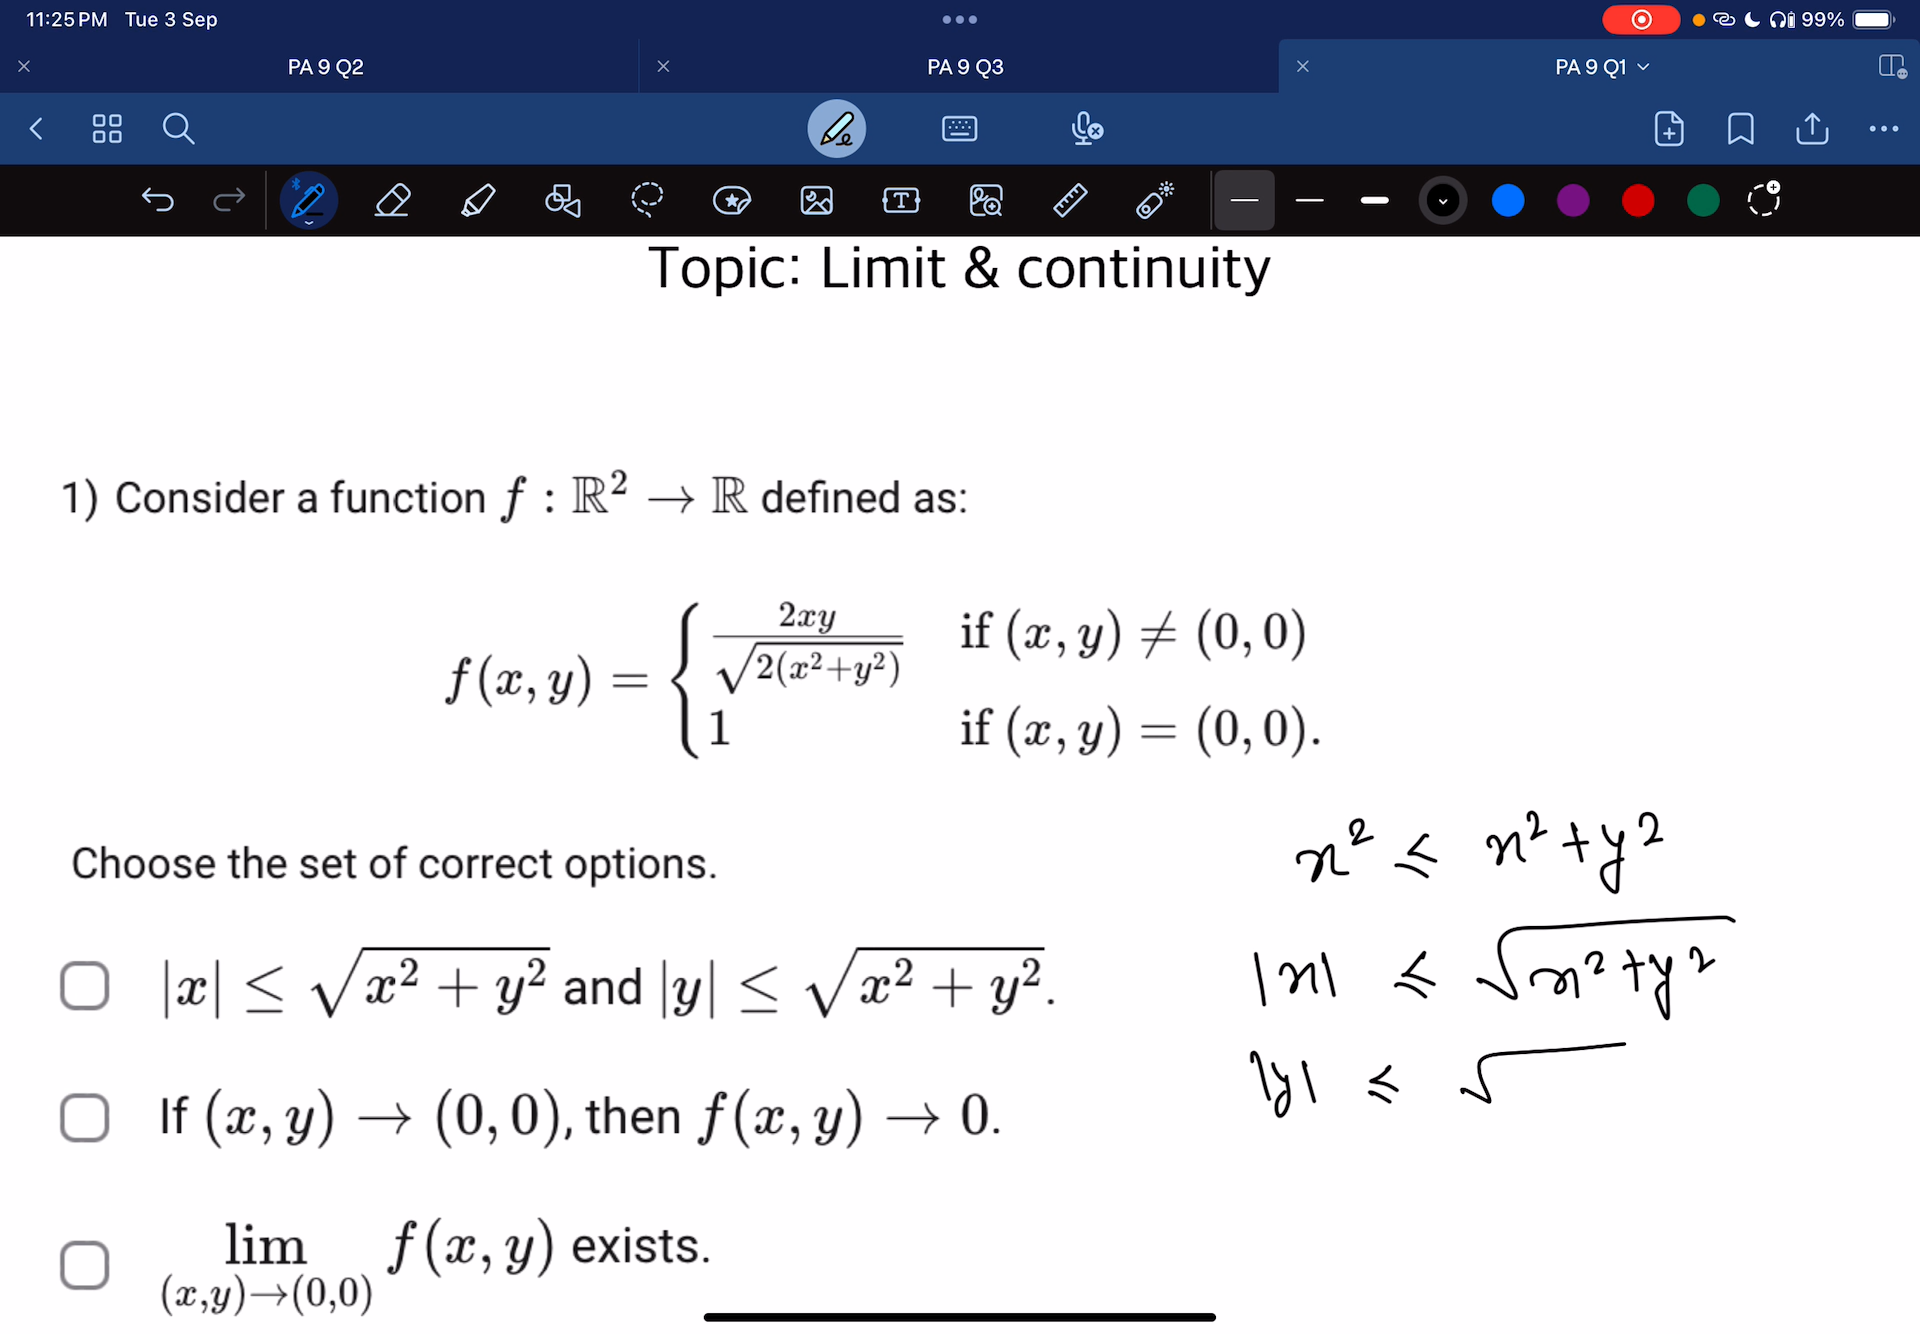 11:25 PM Tue 3 Sep
99%
PA 9 Q2
PA 9 Q3
PA 9 Q1
Topic: Limit & continuity
1) Consider a function f : ℝ² → ℝ defined as:
f(x, y) = { 2xy / √(2(x²+y²)) if (x, y) ≠ (0, 0)
1 if (x, y) = (0, 0).
Choose the set of correct options.
|x| ≤ √(x² + y²) and |y| ≤ √(x² + y²).
If (x, y) → (0, 0), then f(x, y) → 0.
lim (x,y)→(0,0) f(x, y) exists.
x² ≤ x² + y²
|x| ≤ √(x² + y²)
|y| ≤ √